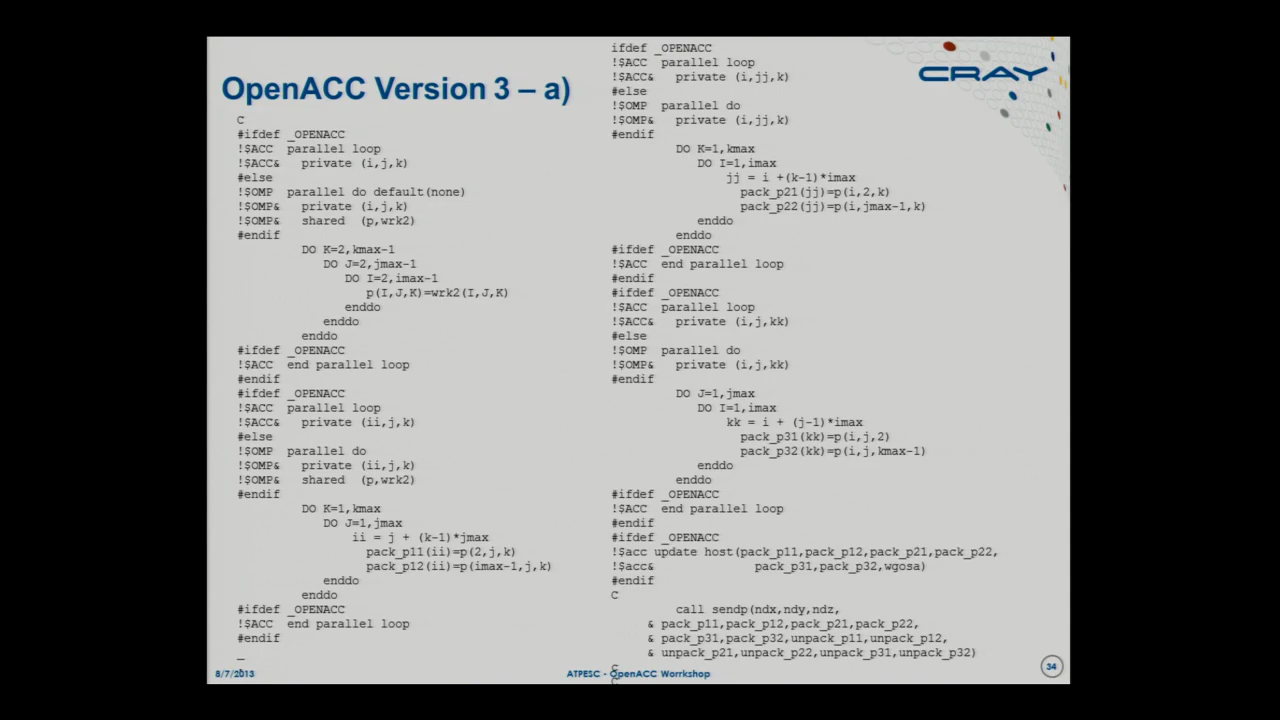 OpenACC Version 3 – a)
CRAY
C
#ifdef _OPENACC
!$ACC  parallel loop
!$ACC&   private (i,j,k)
#else
!$OMP  parallel do default(none)
!$OMP&   private (i,j,k)
!$OMP&   shared  (p,wrk2)
#endif
DO K=2,kmax-1
DO J=2,jmax-1
DO I=2,imax-1
p(I,J,K)=wrk2(I,J,K)
enddo
enddo
enddo
#ifdef _OPENACC
!$ACC  end parallel loop
#endif
#ifdef _OPENACC
!$ACC  parallel loop
!$ACC&   private (ii,j,k)
#else
!$OMP  parallel do
!$OMP&   private (ii,j,k)
!$OMP&   shared  (p,wrk2)
#endif
DO K=1,kmax
DO J=1,jmax
ii = j + (k-1)*jmax
pack_p11(ii)=p(2,j,k)
pack_p12(ii)=p(imax-1,j,k)
enddo
enddo
#ifdef _OPENACC
!$ACC  end parallel loop
#endif
ifdef _OPENACC
!$ACC  parallel loop
!$ACC&   private (i,jj,k)
#else
!$OMP  parallel do
!$OMP&   private (i,jj,k)
#endif
DO K=1,kmax
DO I=1,imax
jj = i +(k-1)*imax
pack_p21(jj)=p(i,2,k)
pack_p22(jj)=p(i,jmax-1,k)
enddo
enddo
#ifdef _OPENACC
!$ACC  end parallel loop
#endif
#ifdef _OPENACC
!$ACC  parallel loop
!$ACC&   private (i,j,kk)
#else
!$OMP  parallel do
!$OMP&   private (i,j,kk)
#endif
DO J=1,jmax
DO I=1,imax
kk = i + (j-1)*imax
pack_p31(kk)=p(i,j,2)
pack_p32(kk)=p(i,j,kmax-1)
enddo
enddo
#ifdef _OPENACC
!$ACC  end parallel loop
#endif
#ifdef _OPENACC
!$acc update host(pack_p11,pack_p12,pack_p21,pack_p22,
!$acc&              pack_p31,pack_p32,wgosa)
#endif
C
call sendp(ndx,ndy,ndz,
& pack_p11,pack_p12,pack_p21,pack_p22,
& pack_p31,pack_p32,unpack_p11,unpack_p12,
& unpack_p21,unpack_p22,unpack_p31,unpack_p32)
C
8/7/2013
ATPESC - OpenACC Worrkshop
34